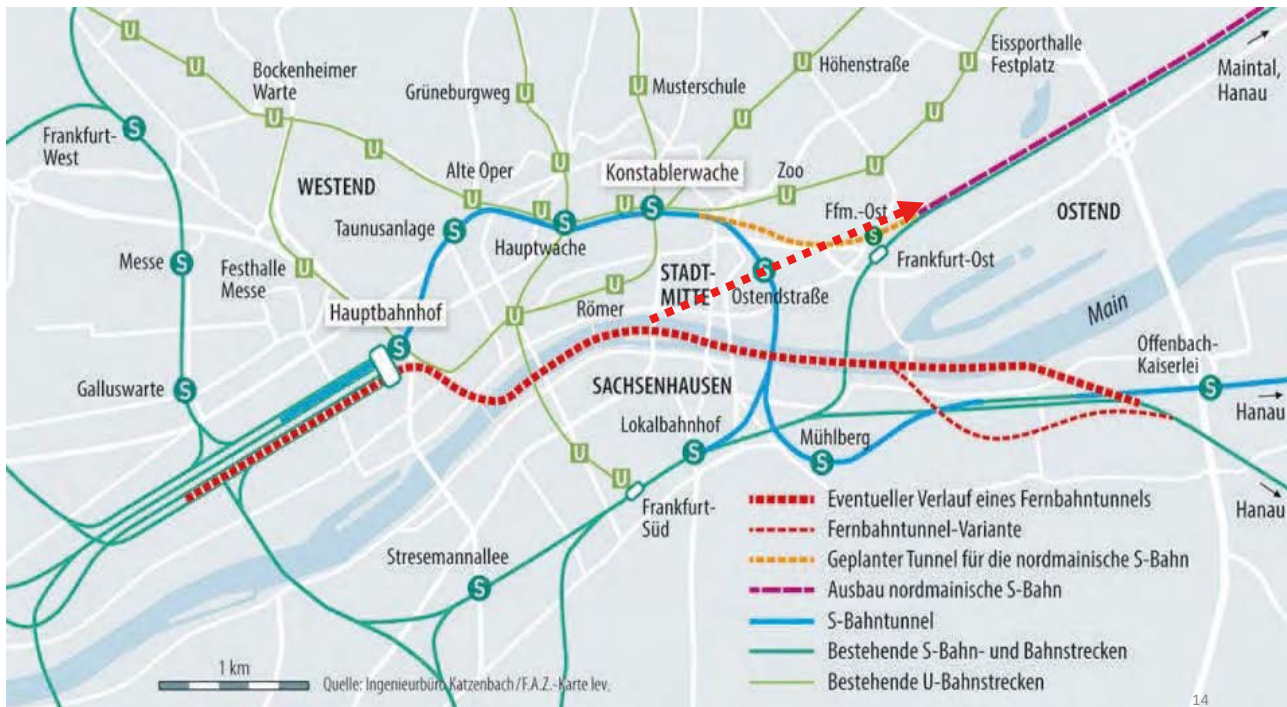 U
U
Bockenheimer
Warte
U
U
Grüneburgweg
U
U
Musterschule
U
Höhenstraße
U
Eissporthalle
Festplatz
U
Maintal,
Hanau
Frankfurt-
West
S
WESTEND
Alte Oper
U
Konstablerwache
Zoo
U
U
Taunusanlage
S
U
S
Hauptwache
U
S
Ffm.-Ost
S
OSTEND
Messe
S
Festhalle
Messe
U
STADT-
MITTE
S
Ostendstraße
Frankfurt-Ost
Hauptbahnhof
S
U
Römer
U
Main
Galluswarte
S
SACHSENHAUSEN
Offenbach-
Kaiserlei
S
Hanau
Lokalbahnhof
S
Mühlberg
S
U
U
Frankfurt-
Süd
Hanau
Stresemannallee
S
Eventueller Verlauf eines Fernbahntunnels
Fernbahntunnel-Variante
Geplanter Tunnel für die nordmainische S-Bahn
Ausbau nordmainische S-Bahn
S-Bahntunnel
Bestehende S-Bahn- und Bahnstrecken
Bestehende U-Bahnstrecken
1 km
Quelle: Ingenieurbüro Katzenbach/F.A.Z.-Karte lev.
14